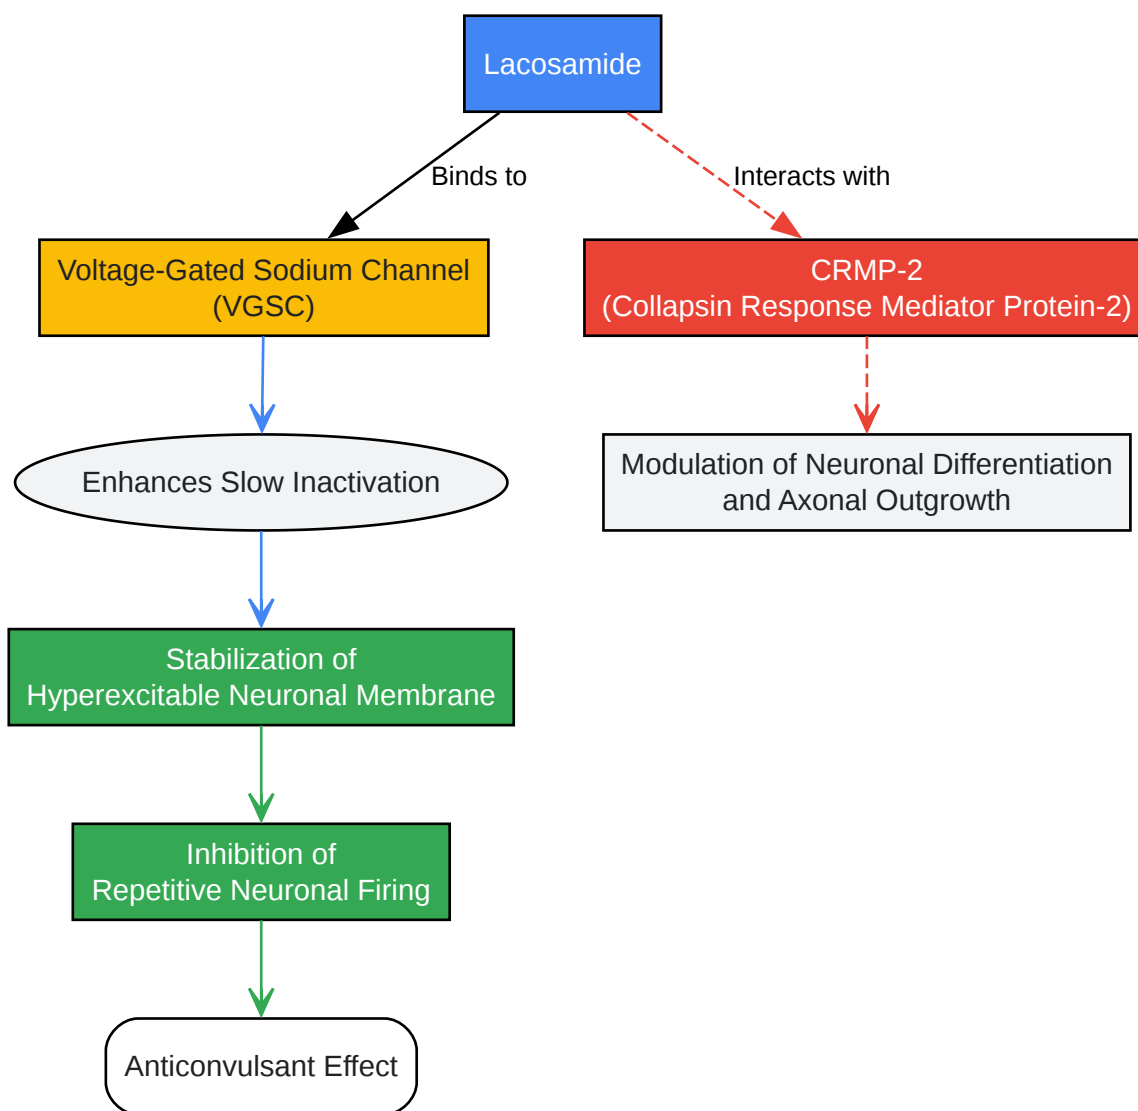 Lacosamide
Binds to
Interacts with
Voltage-Gated Sodium Channel
(VGSC)
CRMP-2
(Collapsin Response Mediator Protein-2)
Enhances Slow Inactivation
Modulation of Neuronal Differentiation
and Axonal Outgrowth
Stabilization of
Hyperexcitable Neuronal Membrane
Inhibition of
Repetitive Neuronal Firing
Anticonvulsant Effect